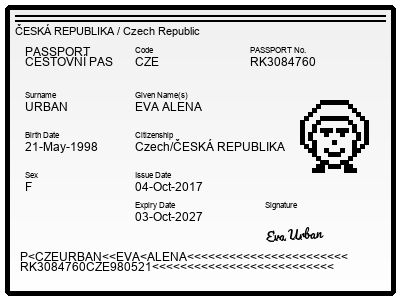 ČESKÁ REPUBLIKA / Czech Republic
PASSPORT Code PASSPORT No.
CESTOVNÍ PAS CZE RK3084760
Surname Given Name(s)
URBAN EVA ALENA
Birth Date Citizenship
21-May-1998 Czech/ČESKÁ REPUBLIKA
Sex Issue Date
F 04-Oct-2017
Expiry Date Signature
03-Oct-2027
Eva Urban
P<CZEURBAN<<EVA<ALENA<<<<<<<<<<<<<<<<<<<<<<<
RK3084760CZE980521<<<<<<<<<<<<<<<<<<<<<<<<<<